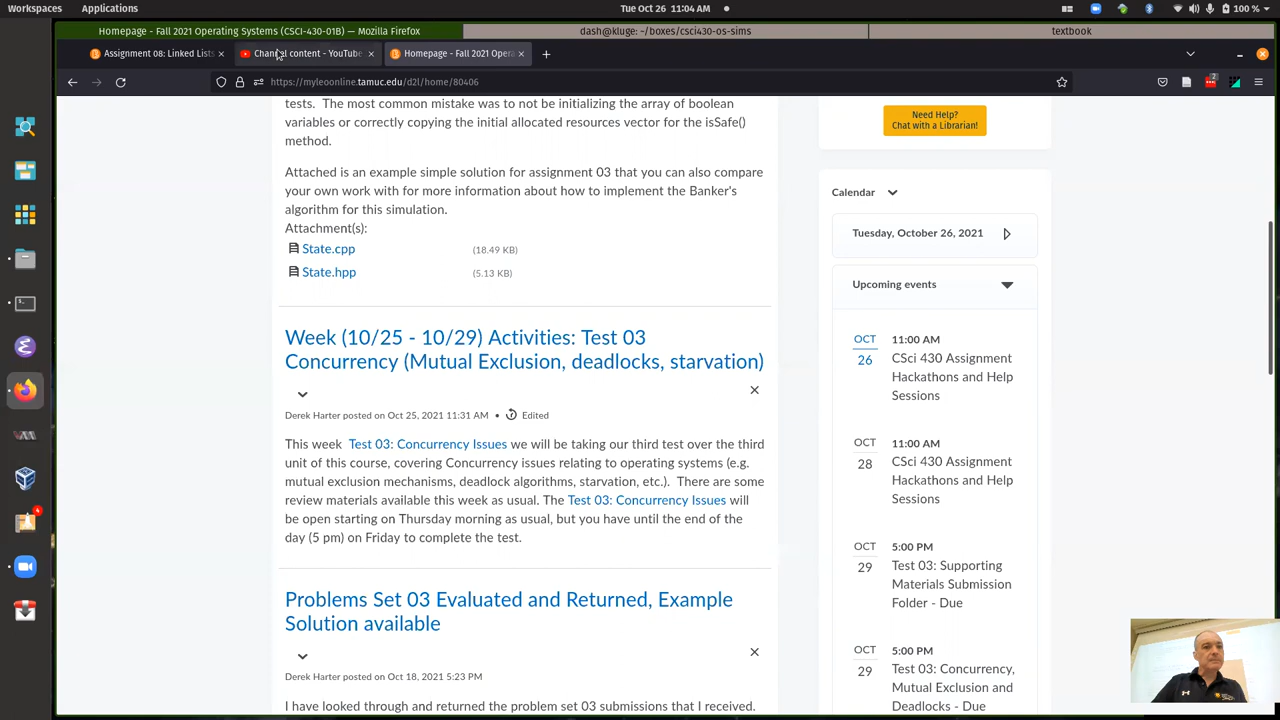 Workspaces Applications Tue Oct 26 11:04 AM 100 %
Homepage - Fall 2021 Operating Systems (CSCI-430-01B) — Mozilla Firefox dash@kluge: ~/boxes/csci430-os-sims textbook
Assignment 08: Linked Lists Channel content - YouTube Homepage - Fall 2021 Opera
https://myleoonline.tamuc.edu/d2l/home/80406
tests. The most common mistake was to not be initializing the array of boolean
variables or correctly copying the initial allocated resources vector for the isSafe()
method.
Attached is an example simple solution for assignment 03 that you can also compare
your own work with for more information about how to implement the Banker's
algorithm for this simulation.
Attachment(s):
State.cpp (18.49 KB)
State.hpp (5.13 KB)
Week (10/25 - 10/29) Activities: Test 03
Concurrency (Mutual Exclusion, deadlocks, starvation)
Derek Harter posted on Oct 25, 2021 11:31 AM • Edited
This week Test 03: Concurrency Issues we will be taking our third test over the third
unit of this course, covering Concurrency issues relating to operating systems (e.g.
mutual exclusion mechanisms, deadlock algorithms, starvation, etc.). There are some
review materials available this week as usual. The Test 03: Concurrency Issues will
be open starting on Thursday morning as usual, but you have until the end of the
day (5 pm) on Friday to complete the test.
Problems Set 03 Evaluated and Returned, Example
Solution available
Derek Harter posted on Oct 18, 2021 5:23 PM
I have looked through and returned the problem set 03 submissions that I received.
Need Help?
Chat with a Librarian!
Calendar
Tuesday, October 26, 2021
Upcoming events
OCT 26
11:00 AM
CSci 430 Assignment
Hackathons and Help
Sessions
OCT 28
11:00 AM
CSci 430 Assignment
Hackathons and Help
Sessions
OCT 29
5:00 PM
Test 03: Supporting
Materials Submission
Folder - Due
OCT 29
5:00 PM
Test 03: Concurrency,
Mutual Exclusion and
Deadlocks - Due